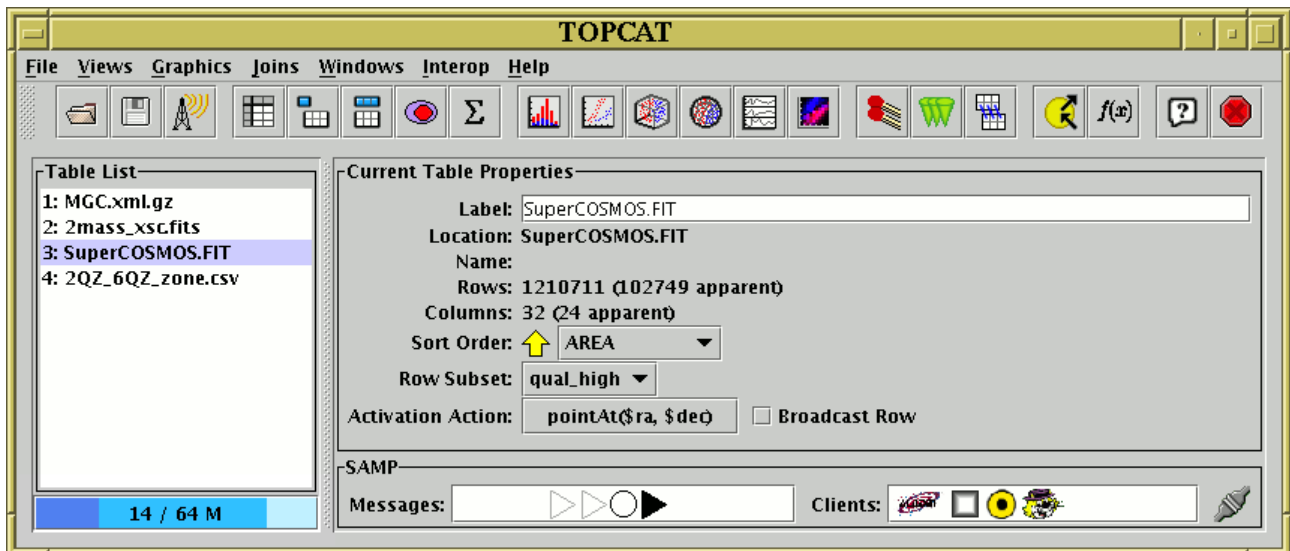 TOPCAT
File Views Graphics Joins Windows Interop Help
Σ f(x) ?
Table List
1: MGC.xml.gz
2: 2mass_xsc.fits
3: SuperCOSMOS.FIT
4: 2QZ_6QZ_zone.csv
14 / 64 M
Current Table Properties
Label: SuperCOSMOS.FIT
Location: SuperCOSMOS.FIT
Name:
Rows: 1210711 (102749 apparent)
Columns: 32 (24 apparent)
Sort Order: AREA
Row Subset: qual_high
Activation Action: pointAt($ra, $dec) Broadcast Row
SAMP
Messages: Clients: